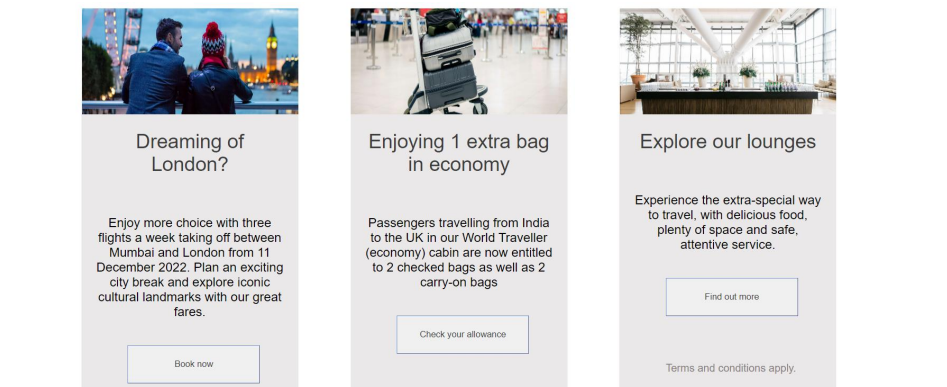 Dreaming of
London?
Enjoy more choice with three
flights a week taking off between
Mumbai and London from 11
December 2022. Plan an exciting
city break and explore iconic
cultural landmarks with our great
fares.
Book now
Enjoying 1 extra bag
in economy
Passengers travelling from India
to the UK in our World Traveller
(economy) cabin are now entitled
to 2 checked bags as well as 2
carry-on bags
Check your allowance
Explore our lounges
Experience the extra-special way
to travel, with delicious food,
plenty of space and safe,
attentive service.
Find out more
Terms and conditions apply.